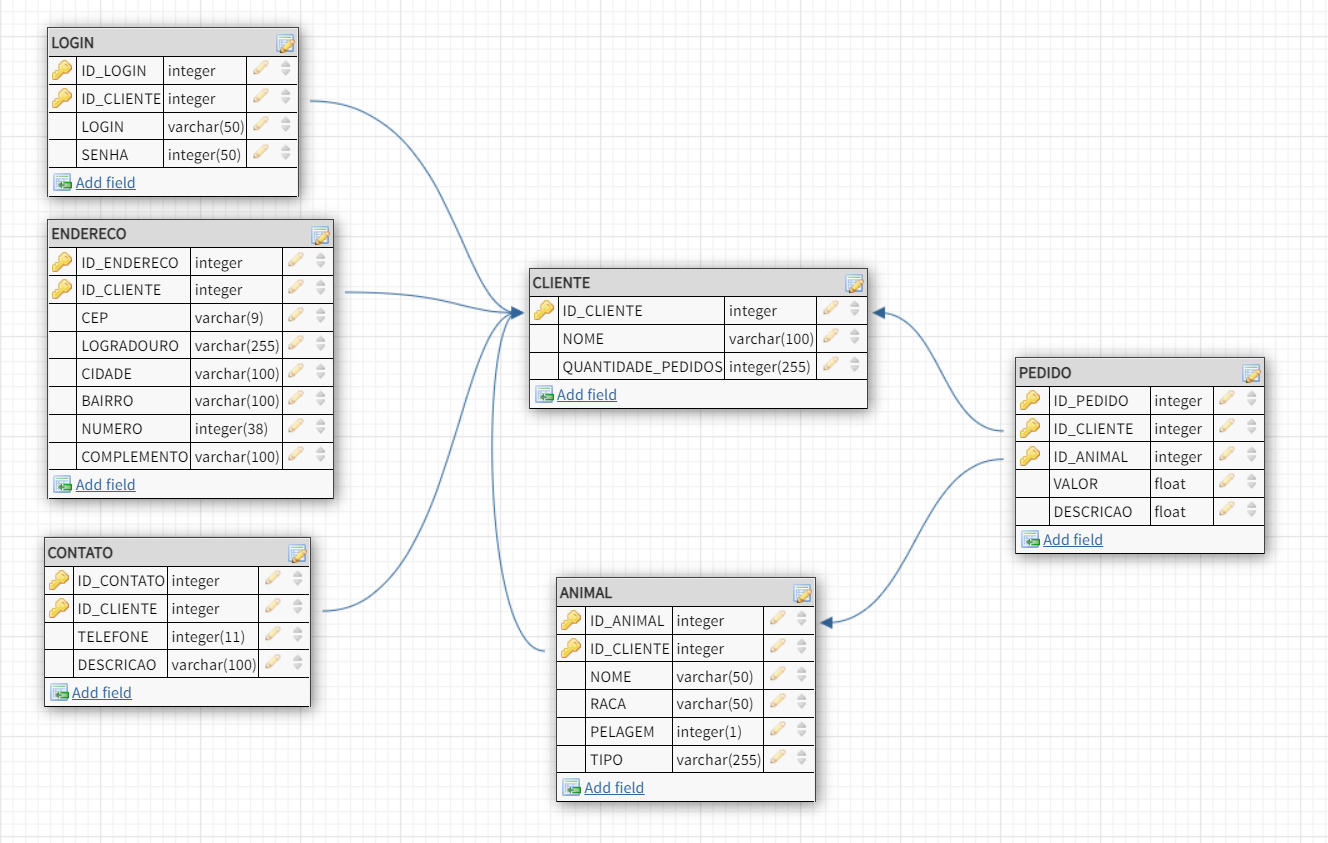 LOGIN
ID_LOGIN integer
ID_CLIENTE integer
LOGIN varchar(50)
SENHA integer(50)
Add field
ENDERECO
ID_ENDERECO integer
ID_CLIENTE integer
CEP varchar(9)
LOGRADOURO varchar(255)
CIDADE varchar(100)
BAIRRO varchar(100)
NUMERO integer(38)
COMPLEMENTO varchar(100)
Add field
CONTATO
ID_CONTATO integer
ID_CLIENTE integer
TELEFONE integer(11)
DESCRICAO varchar(100)
Add field
CLIENTE
ID_CLIENTE integer
NOME varchar(100)
QUANTIDADE_PEDIDOS integer(255)
Add field
ANIMAL
ID_ANIMAL integer
ID_CLIENTE integer
NOME varchar(50)
RACA varchar(50)
PELAGEM integer(1)
TIPO varchar(255)
Add field
PEDIDO
ID_PEDIDO integer
ID_CLIENTE integer
ID_ANIMAL integer
VALOR float
DESCRICAO float
Add field